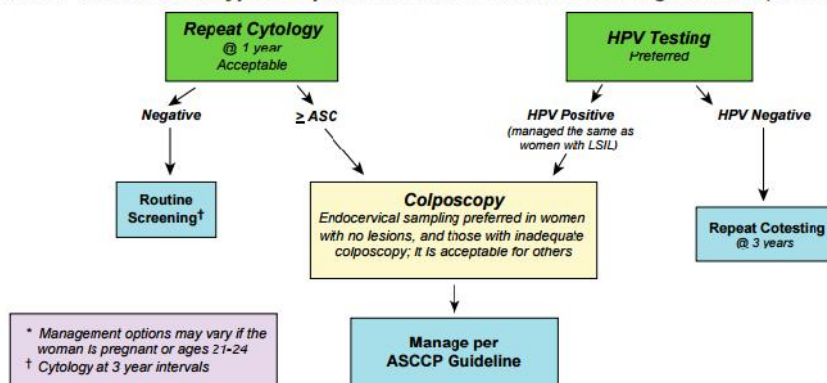 Repeat Cytology
@ 1 year
Acceptable
HPV Testing
Preferred
Negative
≥ ASC
HPV Positive
(managed the same as
women with LSIL)
HPV Negative
Routine
Screening†
Colposcopy
Endocervical sampling preferred in women
with no lesions, and those with inadequate
colposcopy; it is acceptable for others
Repeat Cotesting
@ 3 years
Manage per
ASCCP Guideline
* Management options may vary if the
woman is pregnant or ages 21-24
† Cytology at 3 year intervals